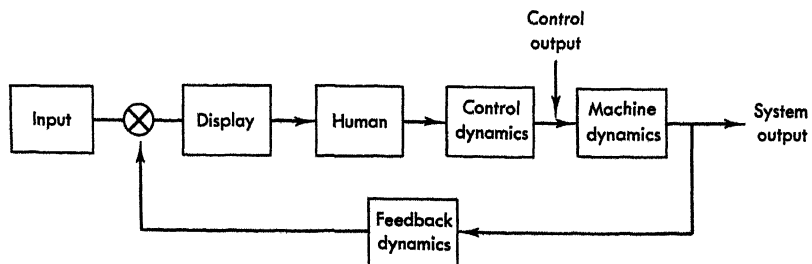 Control
output
Input
Display
Human
Control
dynamics
Machine
dynamics
System
output
Feedback
dynamics